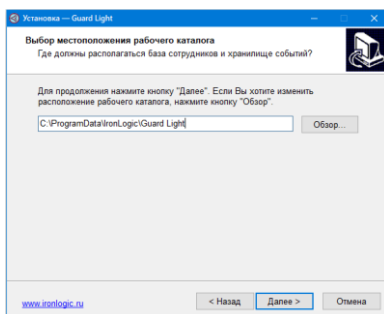 Установка — Guard Light
Выбор местоположения рабочего каталога
Где должны располагаться база сотрудников и хранилище событий?
Для продолжения нажмите кнопку "Далее". Если Вы хотите изменить
расположение рабочего каталога, нажмите кнопку "Обзор".
C:\ProgramData\IronLogic\Guard Light
Обзор...
www.ironlogic.ru
< Назад
Далее >
Отмена